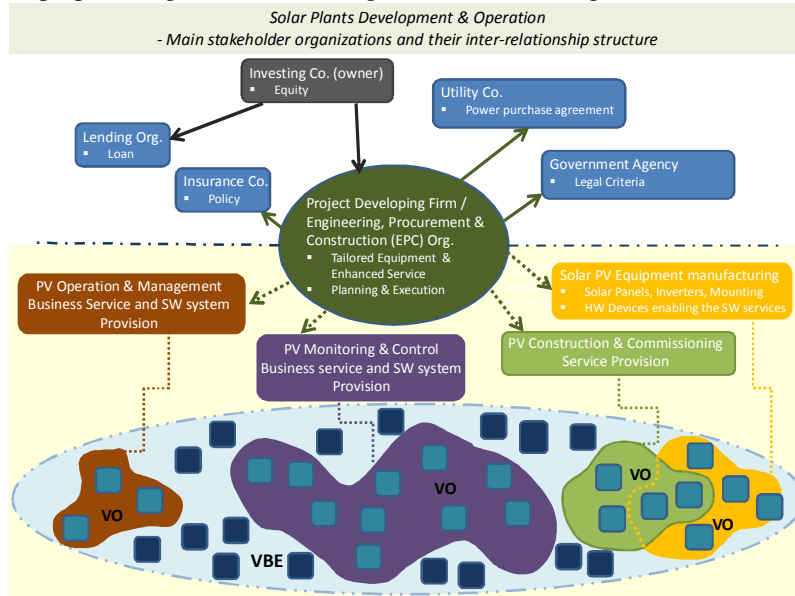 Solar Plants Development & Operation
- Main stakeholder organizations and their inter-relationship structure
Investing Co. (owner)
▪ Equity
Utility Co.
▪ Power purchase agreement
Lending Org.
▪ Loan
Government Agency
▪ Legal Criteria
Insurance Co.
▪ Policy
Project Developing Firm /
Engineering, Procurement &
Construction (EPC) Org.
▪ Tailored Equipment &
Enhanced Service
▪ Planning & Execution
PV Operation & Management
Business Service and SW system
Provision
Solar PV Equipment manufacturing
▪ Solar Panels, Inverters, Mounting
▪ HW Devices enabling the SW services
PV Monitoring & Control
Business service and SW system
Provision
PV Construction & Commissioning
Service Provision
VO
VO
VO
VO
VBE